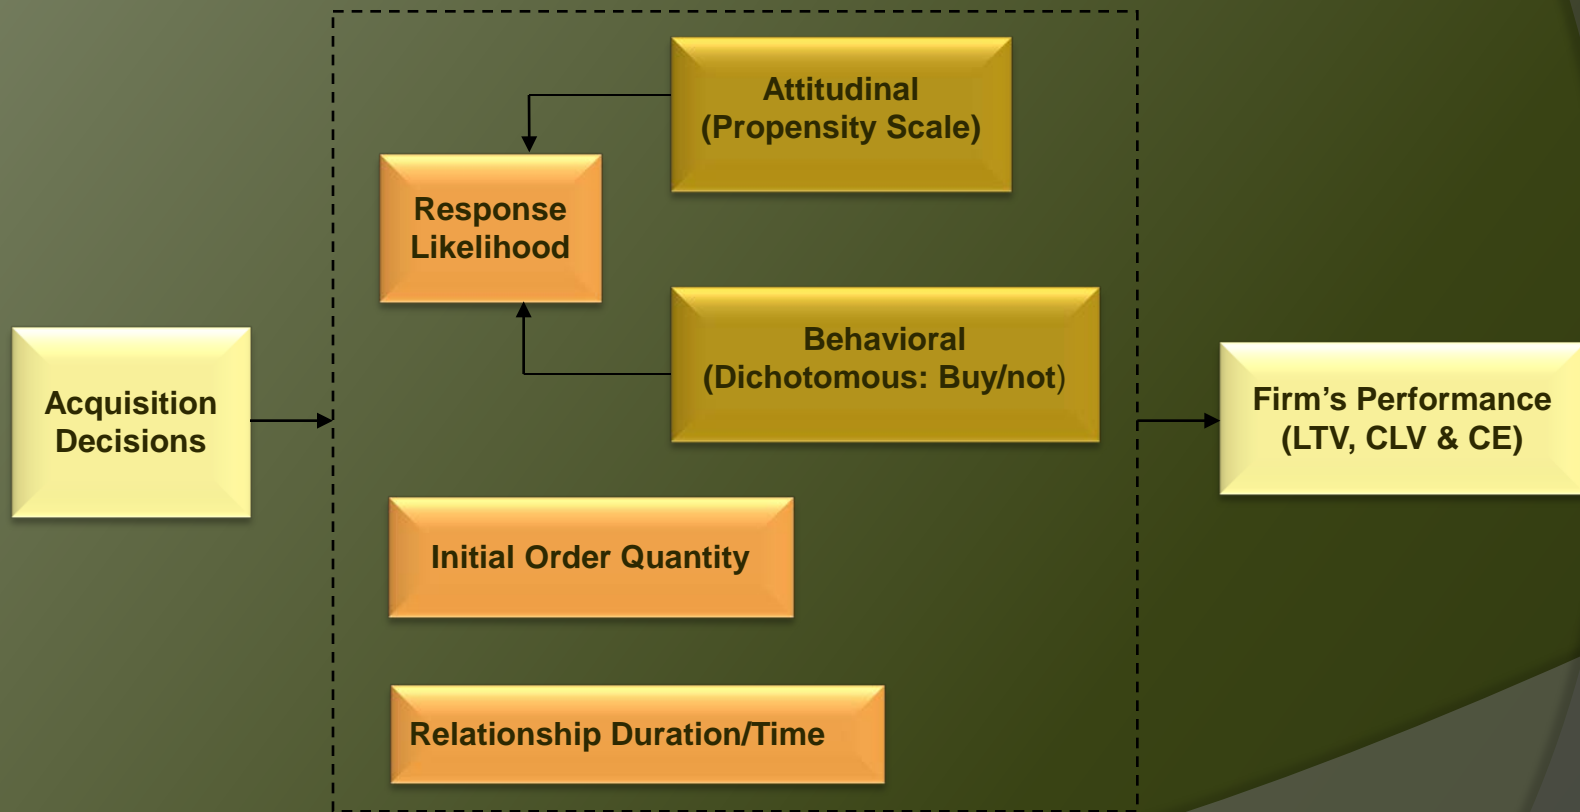 Attitudinal
(Propensity Scale)
Response
Likelihood
Behavioral
(Dichotomous: Buy/not)
Acquisition
Decisions
Firm’s Performance
(LTV, CLV & CE)
Initial Order Quantity
Relationship Duration/Time